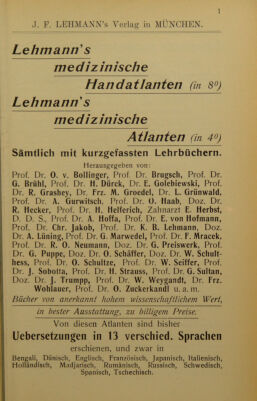 1
J. F. LEHMANN's Verlag in MÜNCHEN.
Lehmann's
medizinische
Handatlanten (in 8°)
Lehmann's
medizinische
Atlanten (in 4°)
Sämtlich mit kurzgefassten Lehrbüchern.
Herausgegeben von:
Prof. Dr. O. v. Bollinger, Prof. Dr. Brugsch, Prof. Dr.
G. Brühl, Prof. Dr. H. Dürck, Dr. E. Golebiewski, Prof.
Dr. R. Grashey, Dr. Frz. M. Groedel, Dr. L. Grünwald,
Prof. Dr. A. Gurwitsch, Prof. Dr. O. Haab, Doz. Dr.
R. Hecker, Prof. Dr. H. Helferich, Zahnarzt E. Herbst,
D. D. S., Prof. Dr. A. Hoffa, Prof. Dr. E. von Hofmann,
Prof. Dr. Chr. Jakob, Prof. Dr. K. B. Lehmann, Doz.
Dr. A. Lüning, Prof. Dr. G. Marwedel, Prof. Dr. F. Mracek,
Prof. Dr. R. O. Neumann, Doz. Dr. G. Preiswerk, Prof.
Dr. G. Puppe, Doz. Dr. O. Schäffer, Doz. Dr. W. Schult-
hess, Prof. Dr. O. Schultze, Prof. Dr. W. Seiffer, Prof.
Dr. J. Sobotta, Prof. Dr. H. Strauss, Prof. Dr. G. Sultan,
Doz. Dr. J. Trumpp, Prof. Dr. W. Weygandt, Dr. Frz.
Wohlauer, Prof. Dr. O. Zuckerkandl u. a. m.
Bücher von anerkannt hohem wissenschaftlichem Wert,
in bester Ausstattung, zu billigem Preise.
Von diesen Atlanten sind bisher
Uebersetzungen in 13 verschied. Sprachen
erschienen, und zwar in
Bengali, Dänisch, Englisch, Französisch, Japanisch, Italienisch,
Holländisch, Madjarisch, Rumänisch, Russisch, Schwedisch,
Spanisch, Tschechisch.